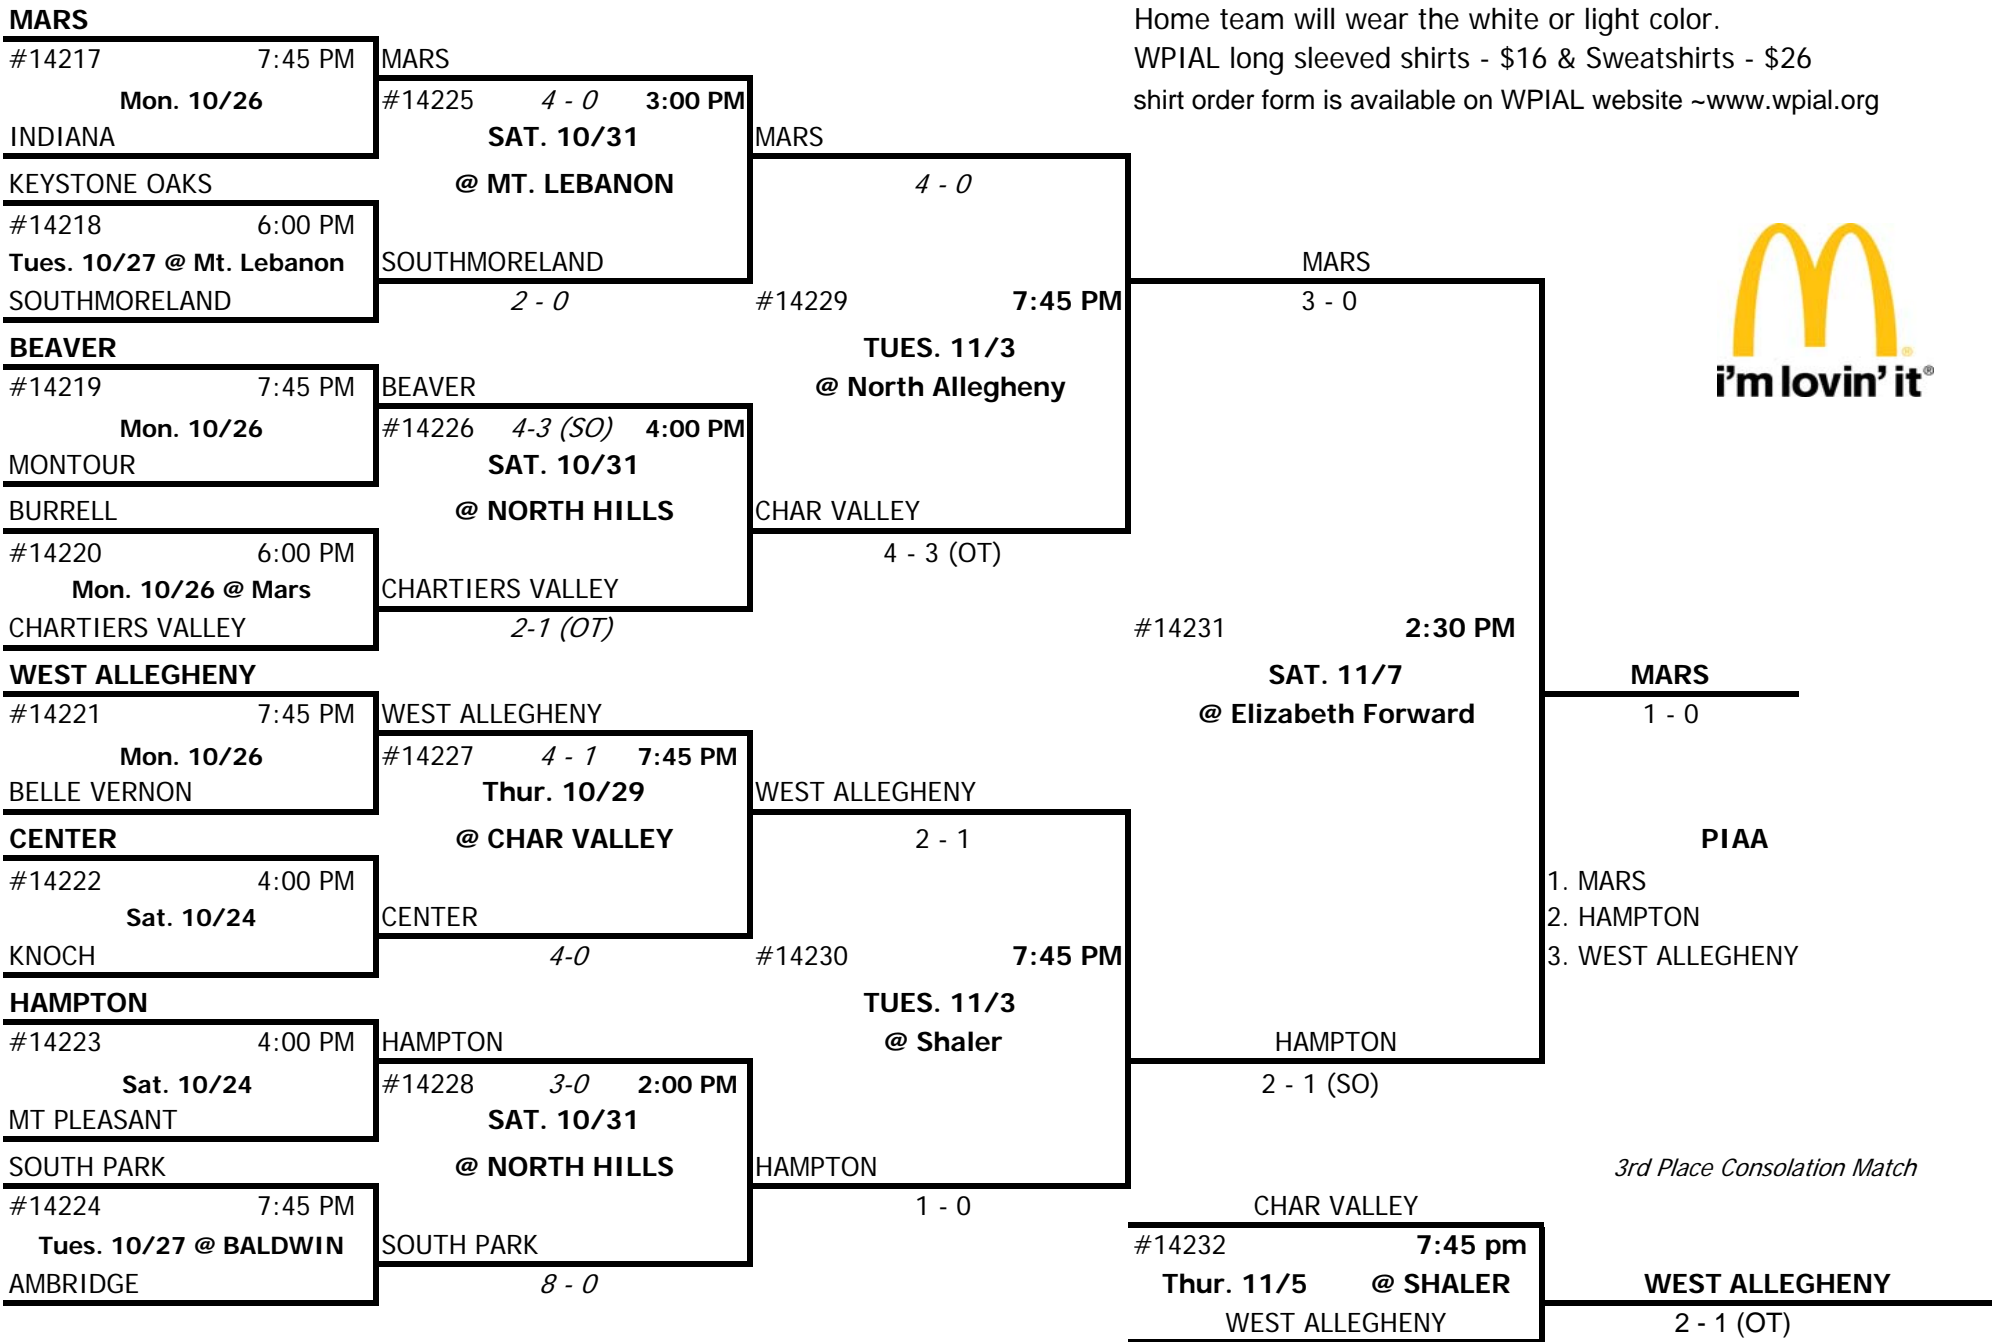 MARS
Home team will wear the white or light color.
#14217 7:45 PM MARS
WPIAL long sleeved shirts - $16 & Sweatshirts - $26
Mon. 10/26 #14225 4 - 0 3:00 PM
shirt order form is available on WPIAL website ~www.wpial.org
INDIANA SAT. 10/31 MARS
KEYSTONE OAKS @ MT. LEBANON 4 - 0
#14218 6:00 PM
Tues. 10/27 @ Mt. Lebanon SOUTHMORELAND MARS
SOUTHMORELAND 2 - 0 #14229 7:45 PM 3 - 0
BEAVER TUES. 11/3
#14219 7:45 PM BEAVER @ North Allegheny i'm lovin' it®
Mon. 10/26 #14226 4-3 (SO) 4:00 PM
MONTOUR SAT. 10/31
BURRELL @ NORTH HILLS CHAR VALLEY
#14220 6:00 PM 4 - 3 (OT)
Mon. 10/26 @ Mars CHARTIERS VALLEY
CHARTIERS VALLEY 2-1 (OT) #14231 2:30 PM
WEST ALLEGHENY SAT. 11/7 MARS
#14221 7:45 PM WEST ALLEGHENY @ Elizabeth Forward 1 - 0
Mon. 10/26 #14227 4 - 1 7:45 PM
BELLE VERNON Thur. 10/29 WEST ALLEGHENY
CENTER @ CHAR VALLEY 2 - 1 PIAA
#14222 4:00 PM 1. MARS
Sat. 10/24 CENTER 2. HAMPTON
KNOCH 4-0 #14230 7:45 PM 3. WEST ALLEGHENY
HAMPTON TUES. 11/3
#14223 4:00 PM HAMPTON @ Shaler HAMPTON
Sat. 10/24 #14228 3-0 2:00 PM 2 - 1 (SO)
MT PLEASANT SAT. 10/31
SOUTH PARK @ NORTH HILLS HAMPTON 3rd Place Consolation Match
#14224 7:45 PM 1 - 0 CHAR VALLEY
Tues. 10/27 @ BALDWIN SOUTH PARK #14232 7:45 pm
AMBRIDGE 8 - 0 Thur. 11/5 @ SHALER WEST ALLEGHENY
WEST ALLEGHENY 2 - 1 (OT)